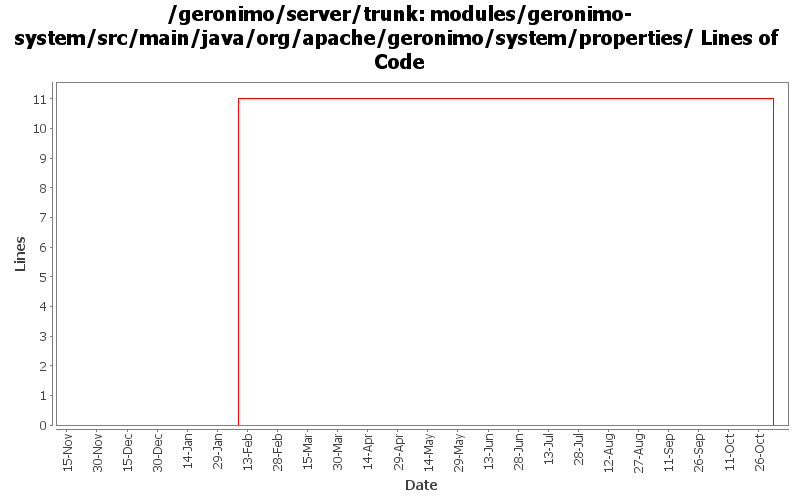 /geronimo/server/trunk: modules/geronimo-
system/src/main/java/org/apache/geronimo/system/properties/ Lines of
Code
11
10
9
8
7
6
5
4
3
2
1
0
Lines
15-Nov
30-Nov
15-Dec
30-Dec
14-Jan
29-Jan
13-Feb
28-Feb
15-Mar
30-Mar
14-Apr
29-Apr
14-May
29-May
13-Jun
28-Jun
13-Jul
28-Jul
12-Aug
27-Aug
11-Sep
26-Sep
11-Oct
26-Oct
Date